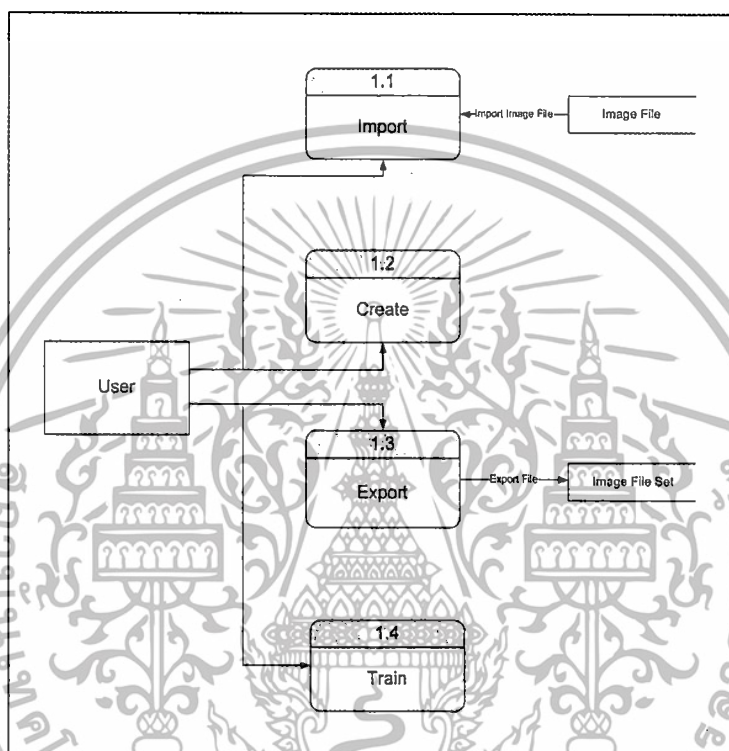 1.1
Import
Import Image File
Image File
1.2
Create
User
1.3
Export
Export File
Image File Set
1.4
Train